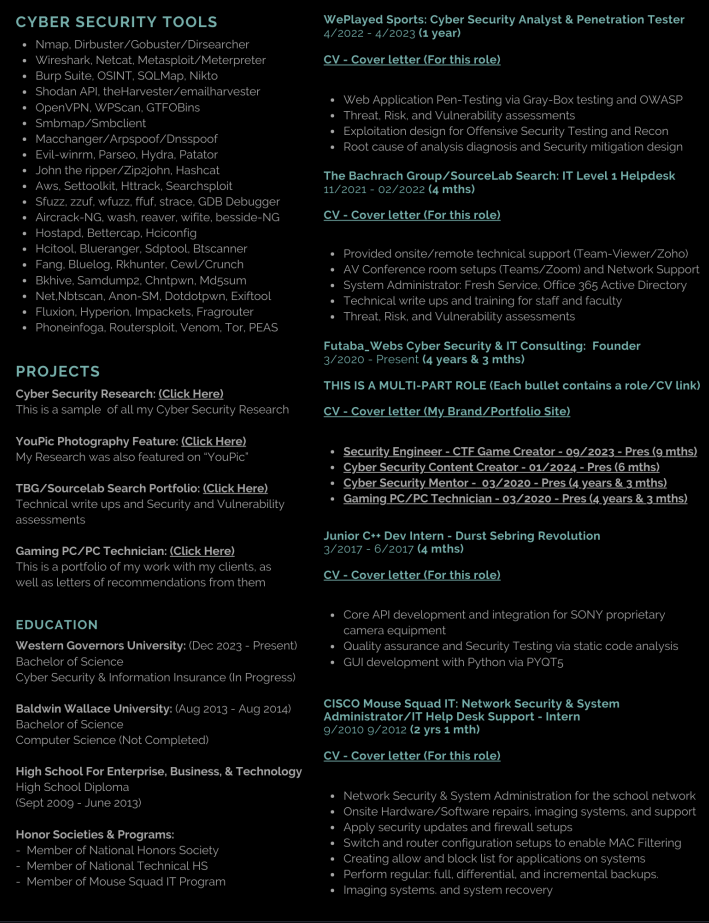 CYBER SECURITY TOOLS
• Nmap, Dirbuster/Gobuster/Dirsearcher
• Wireshark, Netcat, Metasploit/Meterpreter
• Burp Suite, OSINT, SQLMap, Nikto
• Shodan API, theHarvester/emailharvester
• OpenVPN, WPScan, GTFOBins
• Smbmap/Smbclient
• Macchanger/Arpspoof/Dnsspoof
• Evil-winrm, Parseo, Hydra, Patator
• John the ripper/Zip2john, Hashcat
• Aws, Settoolkit, Httrack, Searchsploit
• Sfuzz, zzuf, wfuzz, ffuf, strace, GDB Debugger
• Aircrack-NG, wash, reaver, wifite, besside-NG
• Hostapd, Bettercap, Hciconfig
• Hcitool, Blueranger, Sdptool, Btscanner
• Fang, Bluelog, Rkhunter, Cewl/Crunch
• Bkhive, Samdump2, Chntpwn, Md5sum
• Net,Nbtscan, Anon-SM, Dotdotpwn, Exiftool
• Fluxion, Hyperion, Impackets, Fragrouter
• Phoneinfoga, Routersploit, Venom, Tor, PEAS
PROJECTS
Cyber Security Research: (Click Here)
This is a sample of all my Cyber Security Research
YouPic Photography Feature: (Click Here)
My Research was also featured on “YouPic”
TBG/Sourcelab Search Portfolio: (Click Here)
Technical write ups and Security and Vulnerability
assessments
Gaming PC/PC Technician: (Click Here)
This is a portfolio of my work with my clients, as
well as letters of recommendations from them
EDUCATION
Western Governors University: (Dec 2023 - Present)
Bachelor of Science
Cyber Security & Information Insurance (In Progress)
Baldwin Wallace University: (Aug 2013 - Aug 2014)
Bachelor of Science
Computer Science (Not Completed)
High School For Enterprise, Business, & Technology
High School Diploma
(Sept 2009 - June 2013)
Honor Societies & Programs:
- Member of National Honors Society
- Member of National Technical HS
- Member of Mouse Squad IT Program
WePlayed Sports: Cyber Security Analyst & Penetration Tester
4/2022 - 4/2023 (1 year)
CV - Cover letter (For this role)
• Web Application Pen-Testing via Gray-Box testing and OWASP
• Threat, Risk, and Vulnerability assessments
• Exploitation design for Offensive Security Testing and Recon
• Root cause of analysis diagnosis and Security mitigation design
The Bachrach Group/SourceLab Search: IT Level 1 Helpdesk
11/2021 - 02/2022 (4 mths)
CV - Cover letter (For this role)
• Provided onsite/remote technical support (Team-Viewer/Zoho)
• AV Conference room setups (Teams/Zoom) and Network Support
• System Administrator: Fresh Service, Office 365 Active Directory
• Technical write ups and training for staff and faculty
• Threat, Risk, and Vulnerability assessments
Futaba_Webs Cyber Security & IT Consulting: Founder
3/2020 - Present (4 years & 3 mths)
THIS IS A MULTI-PART ROLE (Each bullet contains a role/CV link)
CV - Cover letter (My Brand/Portfolio Site)
• Security Engineer - CTF Game Creator - 09/2023 - Pres (9 mths)
• Cyber Security Content Creator - 01/2024 - Pres (6 mths)
• Cyber Security Mentor - 03/2020 - Pres (4 years & 3 mths)
• Gaming PC/PC Technician - 03/2020 - Pres (4 years & 3 mths)
Junior C++ Dev Intern - Durst Sebring Revolution
3/2017 - 6/2017 (4 mths)
CV - Cover letter (For this role)
• Core API development and integration for SONY proprietary
camera equipment
• Quality assurance and Security Testing via static code analysis
• GUI development with Python via PYQT5
CISCO Mouse Squad IT: Network Security & System
Administrator/IT Help Desk Support - Intern
9/2010 9/2012 (2 yrs 1 mth)
CV - Cover letter (For this role)
• Network Security & System Administration for the school network
• Onsite Hardware/Software repairs, imaging systems, and support
• Apply security updates and firewall setups
• Switch and router configuration setups to enable MAC Filtering
• Creating allow and block list for applications on systems
• Perform regular: full, differential, and incremental backups.
• Imaging systems. and system recovery